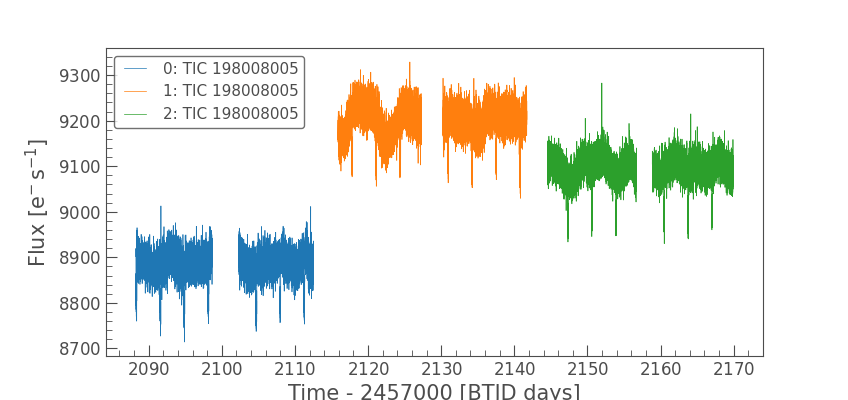 0: TIC 198008005
1: TIC 198008005
2: TIC 198008005
9300
9200
9100
9000
8900
8800
8700
Flux [e⁻ s⁻¹]
2090 2100 2110 2120 2130 2140 2150 2160 2170
Time - 2457000 [BTJD days]